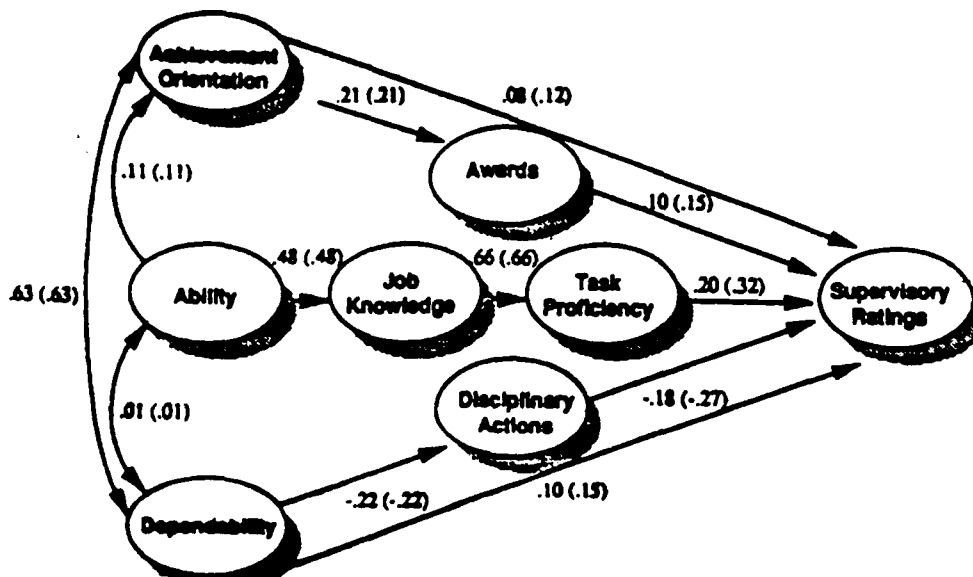 Achievement
Orientation
.08 (.12)
.21 (.21)
Awards
.11 (.11)
.10 (.15)
.48 (.48)
.66 (.66)
.63 (.63)
Ability
Job
Knowledge
Task
Proficiency
.20 (.32)
Supervisory
Ratings
.01 (.01)
Disciplinary
Actions
-.18 (-.27)
-.22 (-.22)
.10 (.15)
Dependability